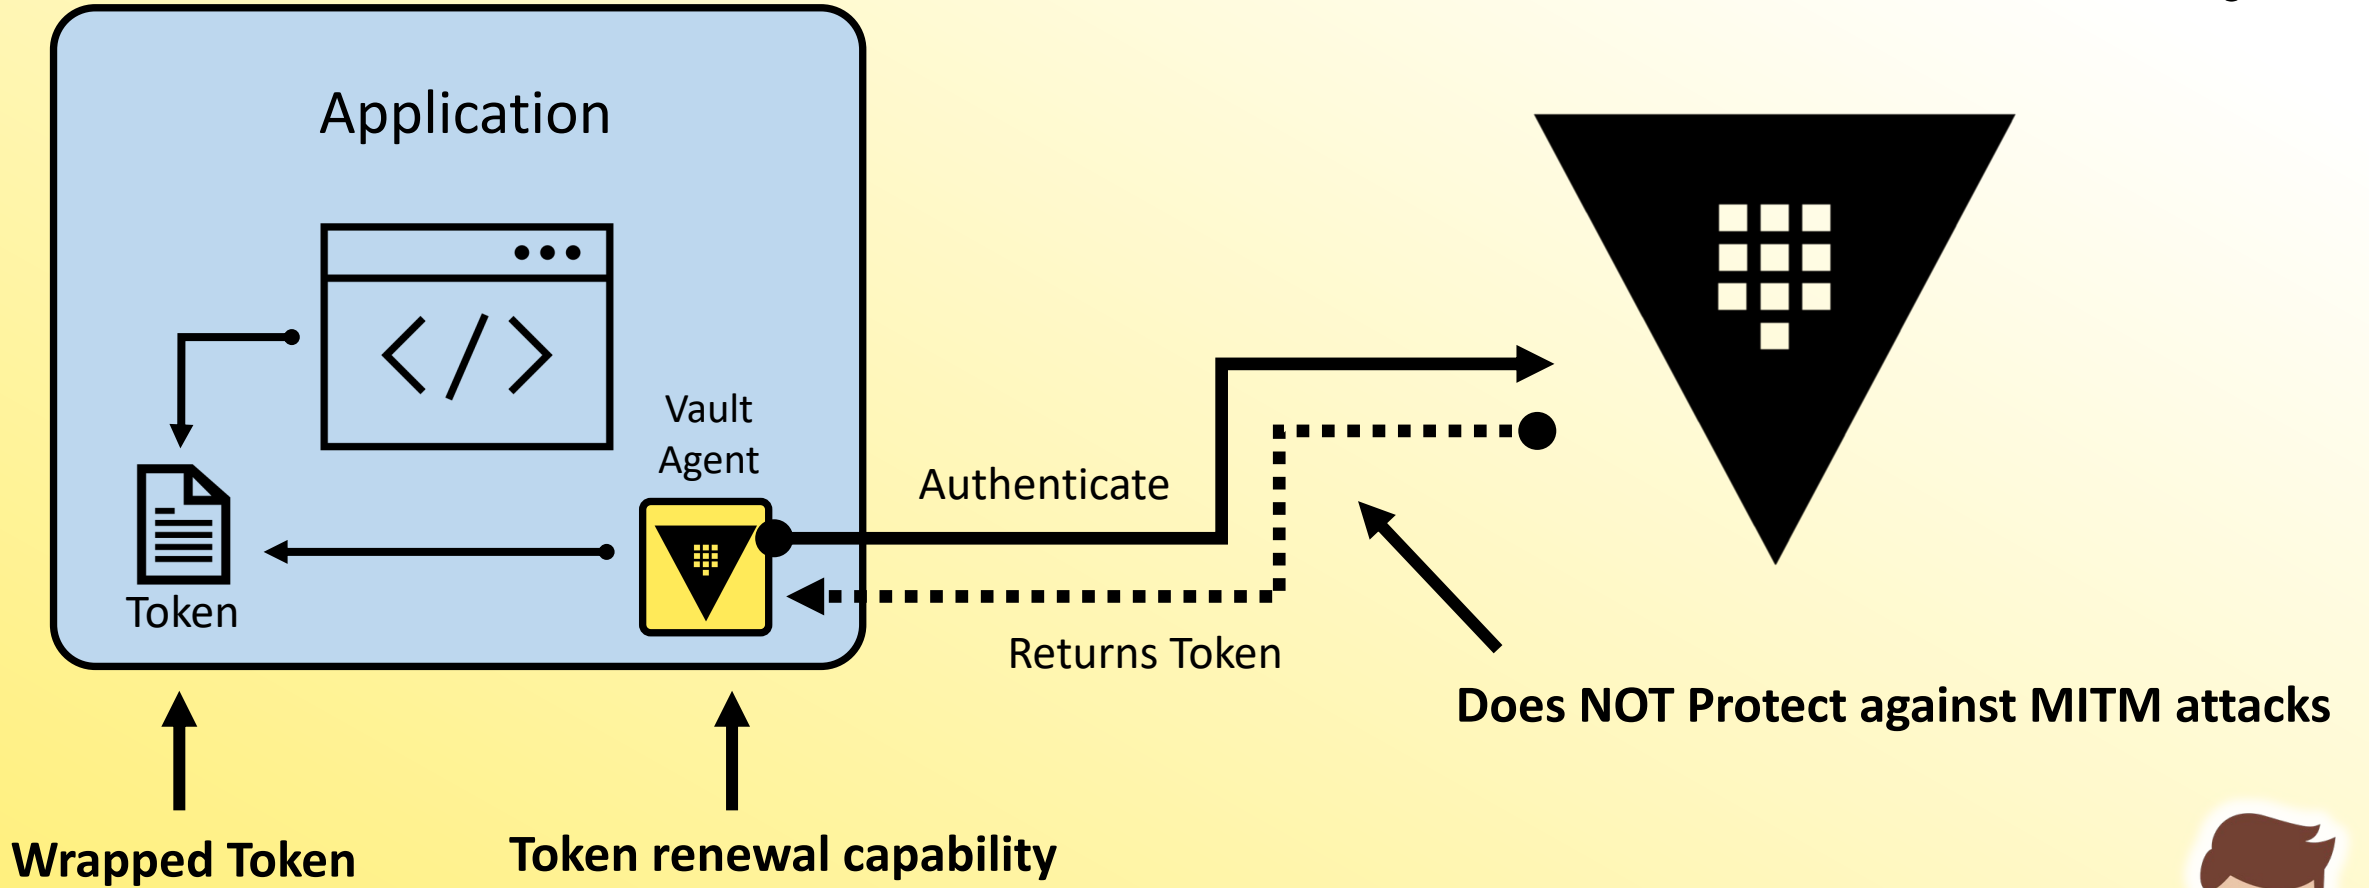 Application
Vault
Agent
Token
Authenticate
Returns Token
Does NOT Protect against MITM attacks
Wrapped Token
Token renewal capability